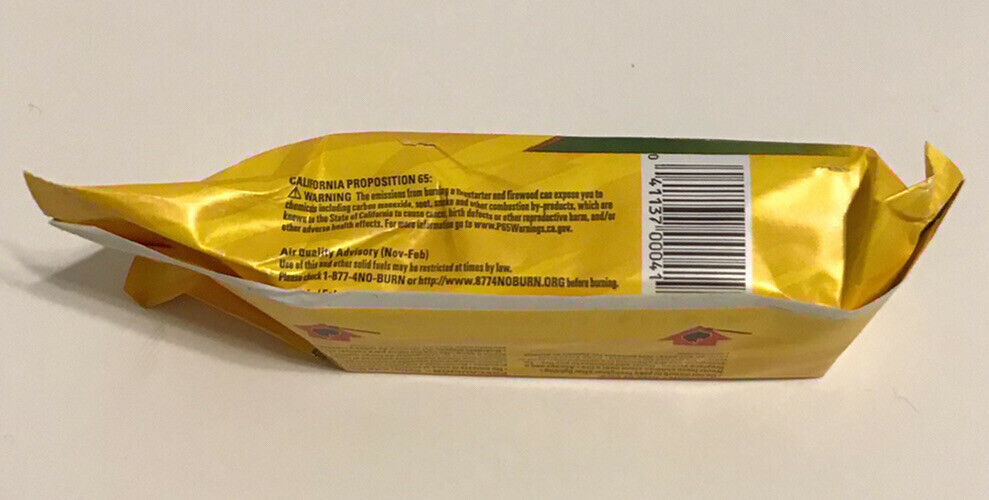 CALIFORNIA PROPOSITION 65:
⚠ WARNING The emissions from burning a firestarter and firewood can expose you to
chemicals including carbon monoxide, soot, smoke and other combustion by-products, which are
known in the State of California to cause cancer, birth defects or other reproductive harm, and/or
other adverse health effects. For more information go to www.P65Warnings.ca.gov.
Air Quality Advisory (Nov-Feb)
Use of this and other solid fuels may be restricted at times by law.
Please check 1-877-4NO-BURN or http://www.8774NOBURN.ORG before burning.
0 41137 00041